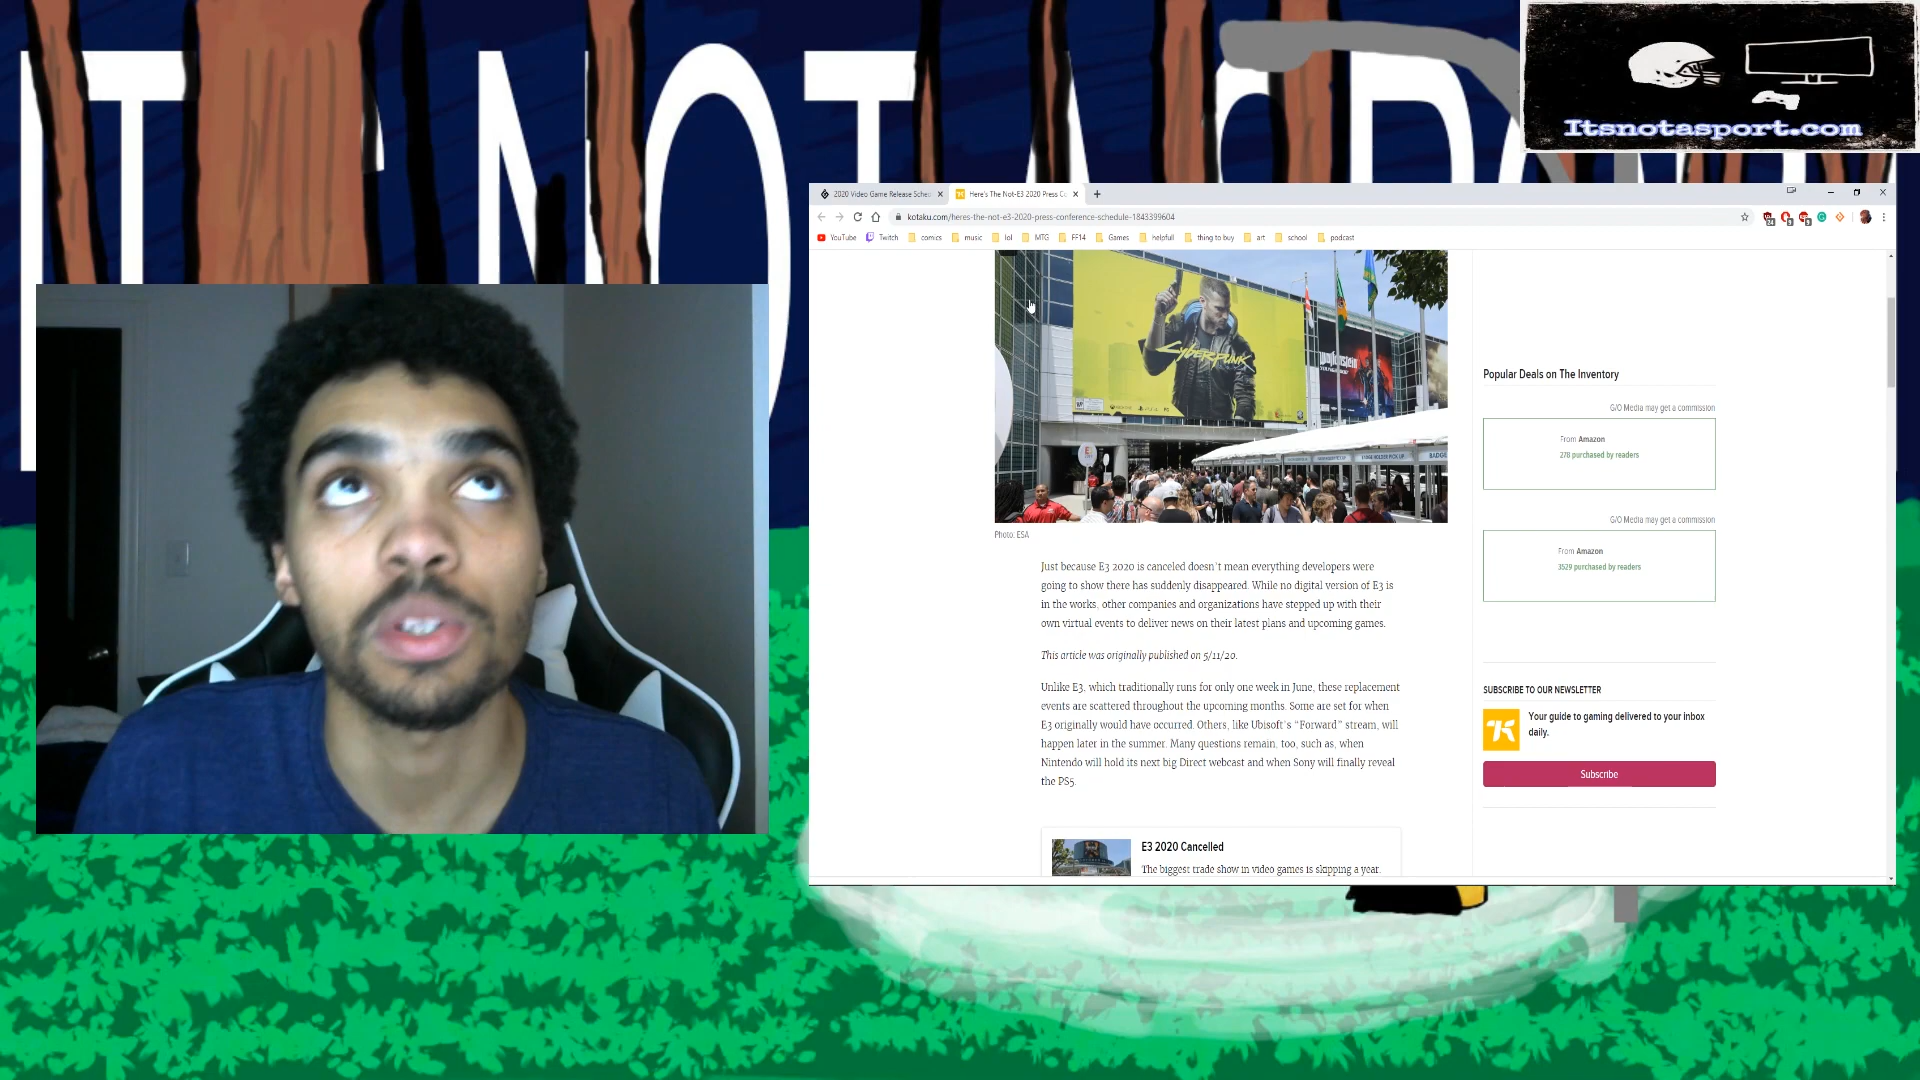 IT NOT A
Itsnotasport.com
2020 Video Game Release Sched
Here's The Not-E3 2020 Press Co
kotaku.com/heres-the-not-e3-2020-press-conference-schedule-1843399604
YouTube Twitch comics music lol MTG FF14 Games helpfull thing to buy art school podcast
CYBERPUNK
Wolfenstein
Photo: ESA
Just because E3 2020 is canceled doesn't mean everything developers were
going to show there has suddenly disappeared. While no digital version of E3 is
in the works, other companies and organizations have stepped up with their
own virtual events to deliver news on their latest plans and upcoming games.
This article was originally published on 5/11/20.
Unlike E3, which traditionally runs for only one week in June, these replacement
events are scattered throughout the upcoming months. Some are set for when
E3 originally would have occurred. Others, like Ubisoft's "Forward" stream, will
happen later in the summer. Many questions remain, too, such as, when
Nintendo will hold its next big Direct webcast and when Sony will finally reveal
the PS5.
E3 2020 Cancelled
The biggest trade show in video games is skipping a year.
Popular Deals on The Inventory
G/O Media may get a commission
From Amazon
278 purchased by readers
G/O Media may get a commission
From Amazon
3529 purchased by readers
SUBSCRIBE TO OUR NEWSLETTER
Your guide to gaming delivered to your inbox
daily.
Subscribe